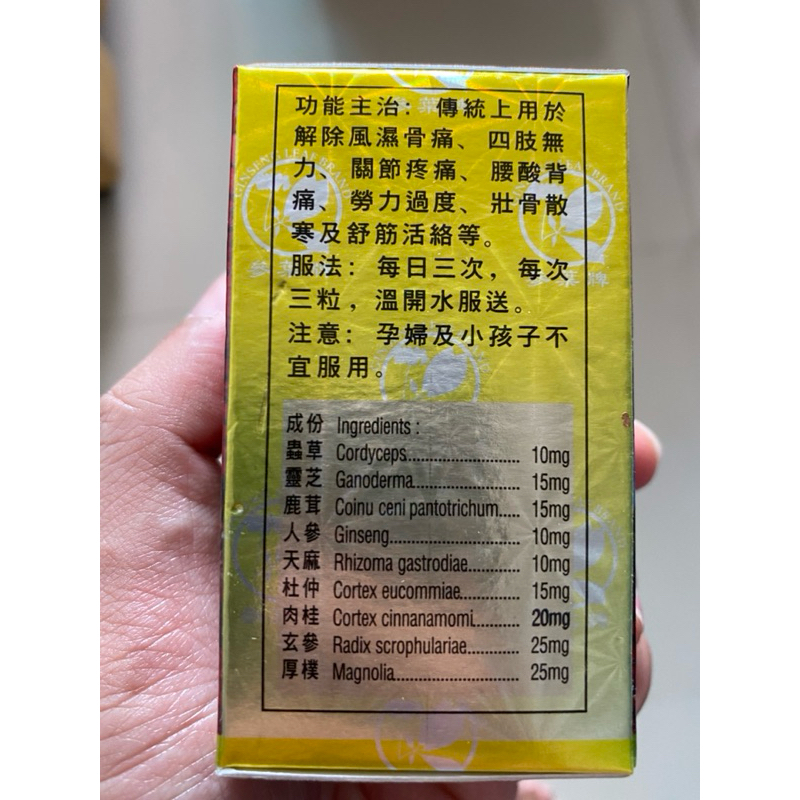 功能主治：傳統上用於
解除風濕骨痛、四肢無
力、關節疼痛、腰酸背
痛、勞力過度、壯骨散
寒及舒筋活絡等。
服法：每日三次，每次
三粒，溫開水服送。
注意：孕婦及小孩子不
宜服用。
成份 Ingredients :
蟲草 Cordyceps.......................... 10mg
靈芝 Ganoderma........................ 15mg
鹿茸 Coinu ceni pantotrichum..... 15mg
人參 Ginseng............................. 10mg
天麻 Rhizoma gastrodiae............ 10mg
杜仲 Cortex eucommiae............. 15mg
肉桂 Cortex cinnanamomi........... 20mg
玄參 Radix scrophulariae............ 25mg
厚樸 Magnolia............................ 25mg
GINSENG LEAF BRAND